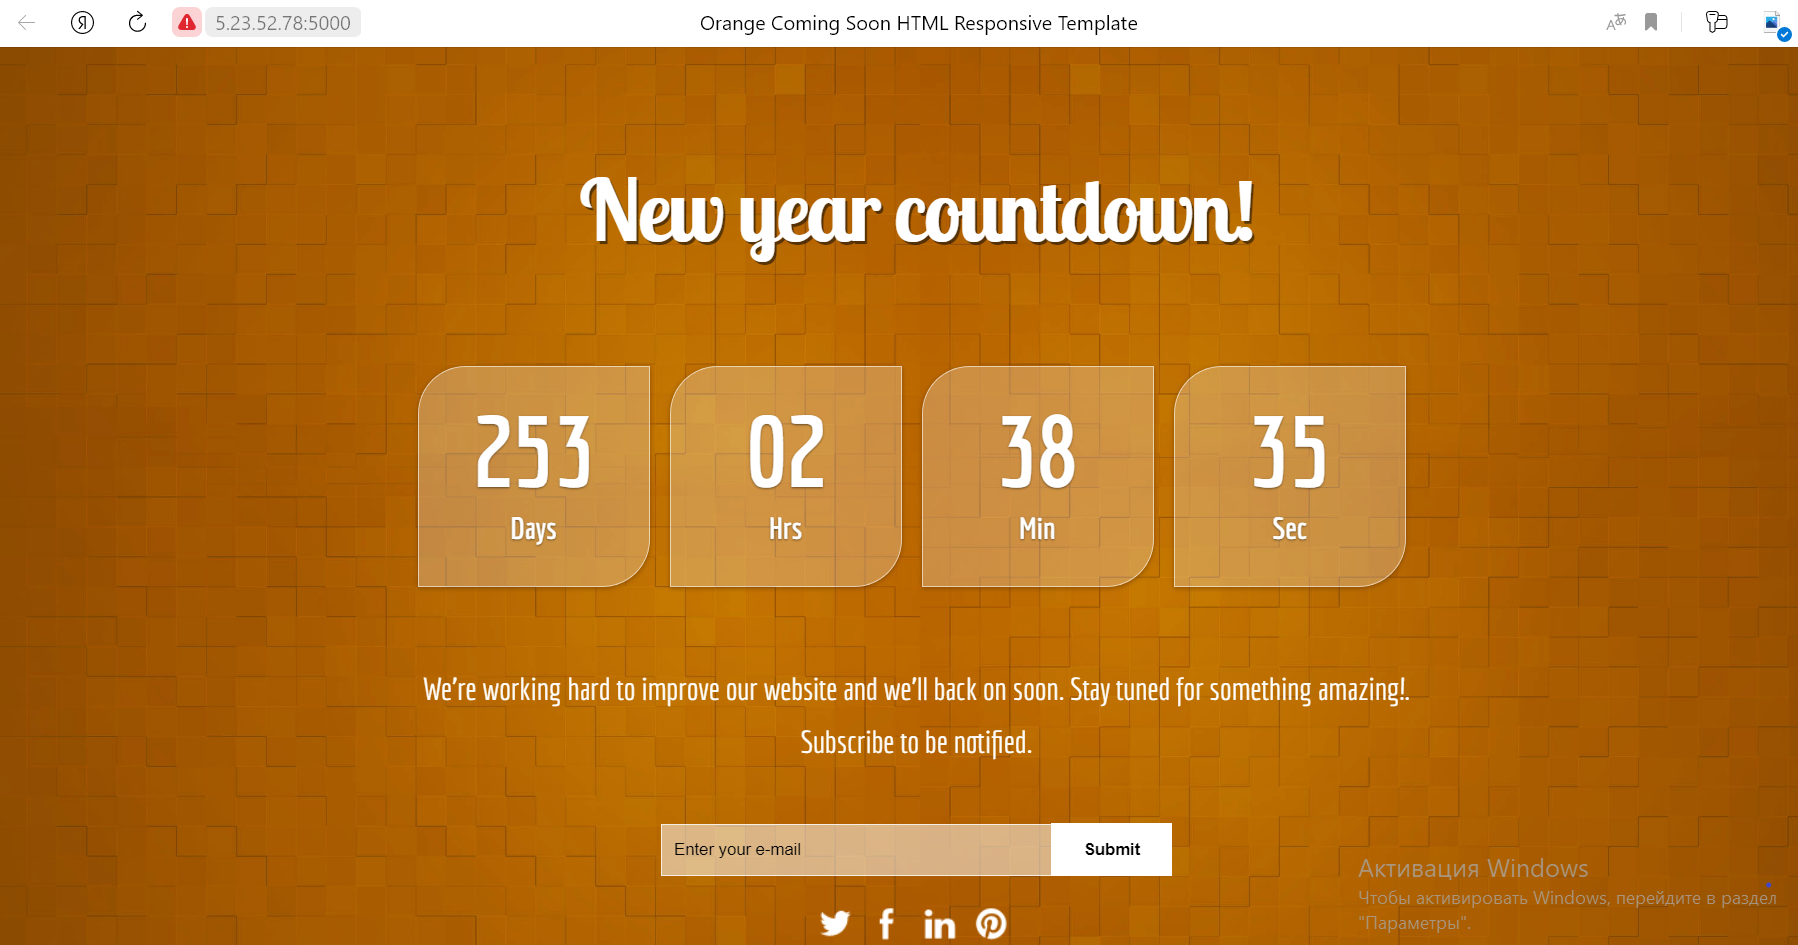 5.23.52.78:5000
Orange Coming Soon HTML Responsive Template
New year countdown!
253 02 38 35
Days Hrs Min Sec
We're working hard to improve our website and we'll back on soon. Stay tuned for something amazing!.
Subscribe to be notified.
Enter your e-mail Submit
Активация Windows
Чтобы активировать Windows, перейдите в раздел
"Параметры".